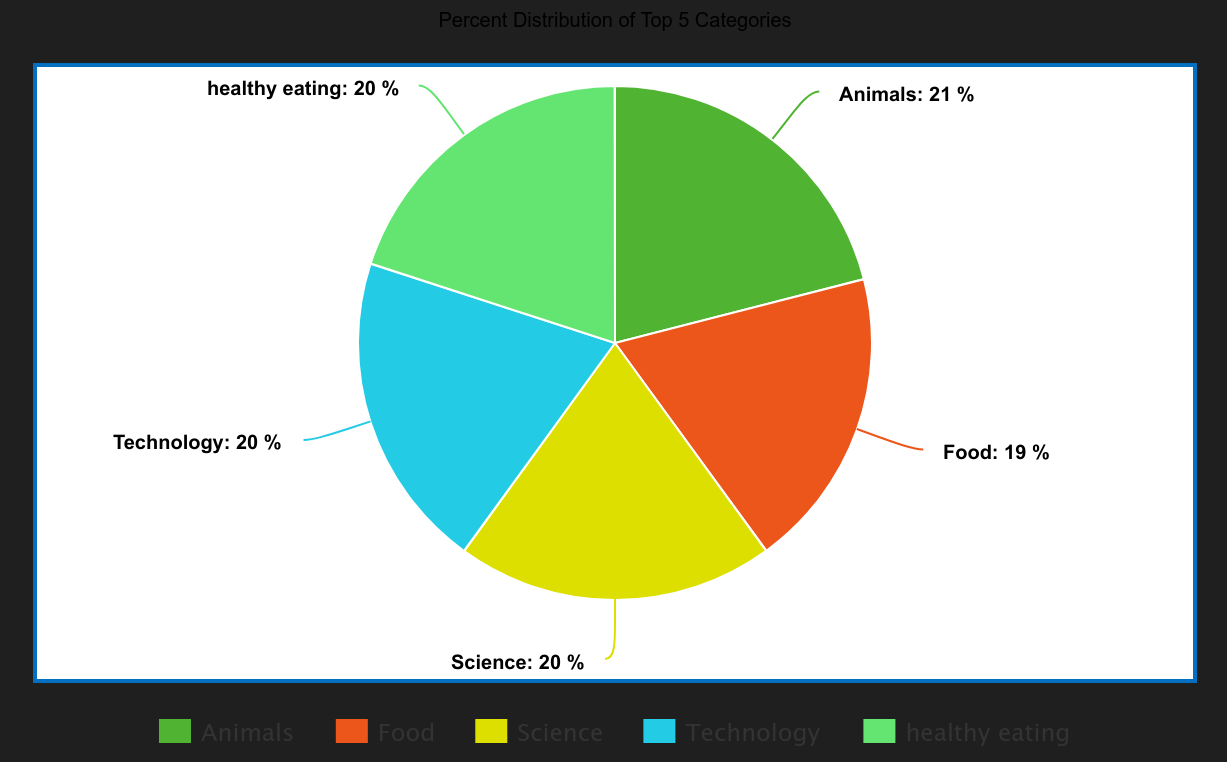 Percent Distribution of Top 5 Categories
healthy eating: 20 %
Animals: 21 %
Technology: 20 %
Food: 19 %
Science: 20 %
Animals Food Science Technology healthy eating